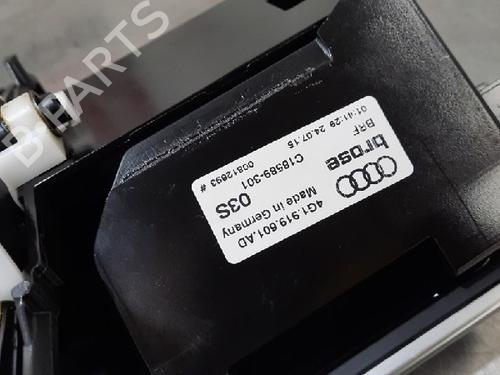 4G1.919.601.AD
Made in Germany
03S
brose
C18589-301
00812693 #
BRF
01:41:29 24.07.15
B-PARTS